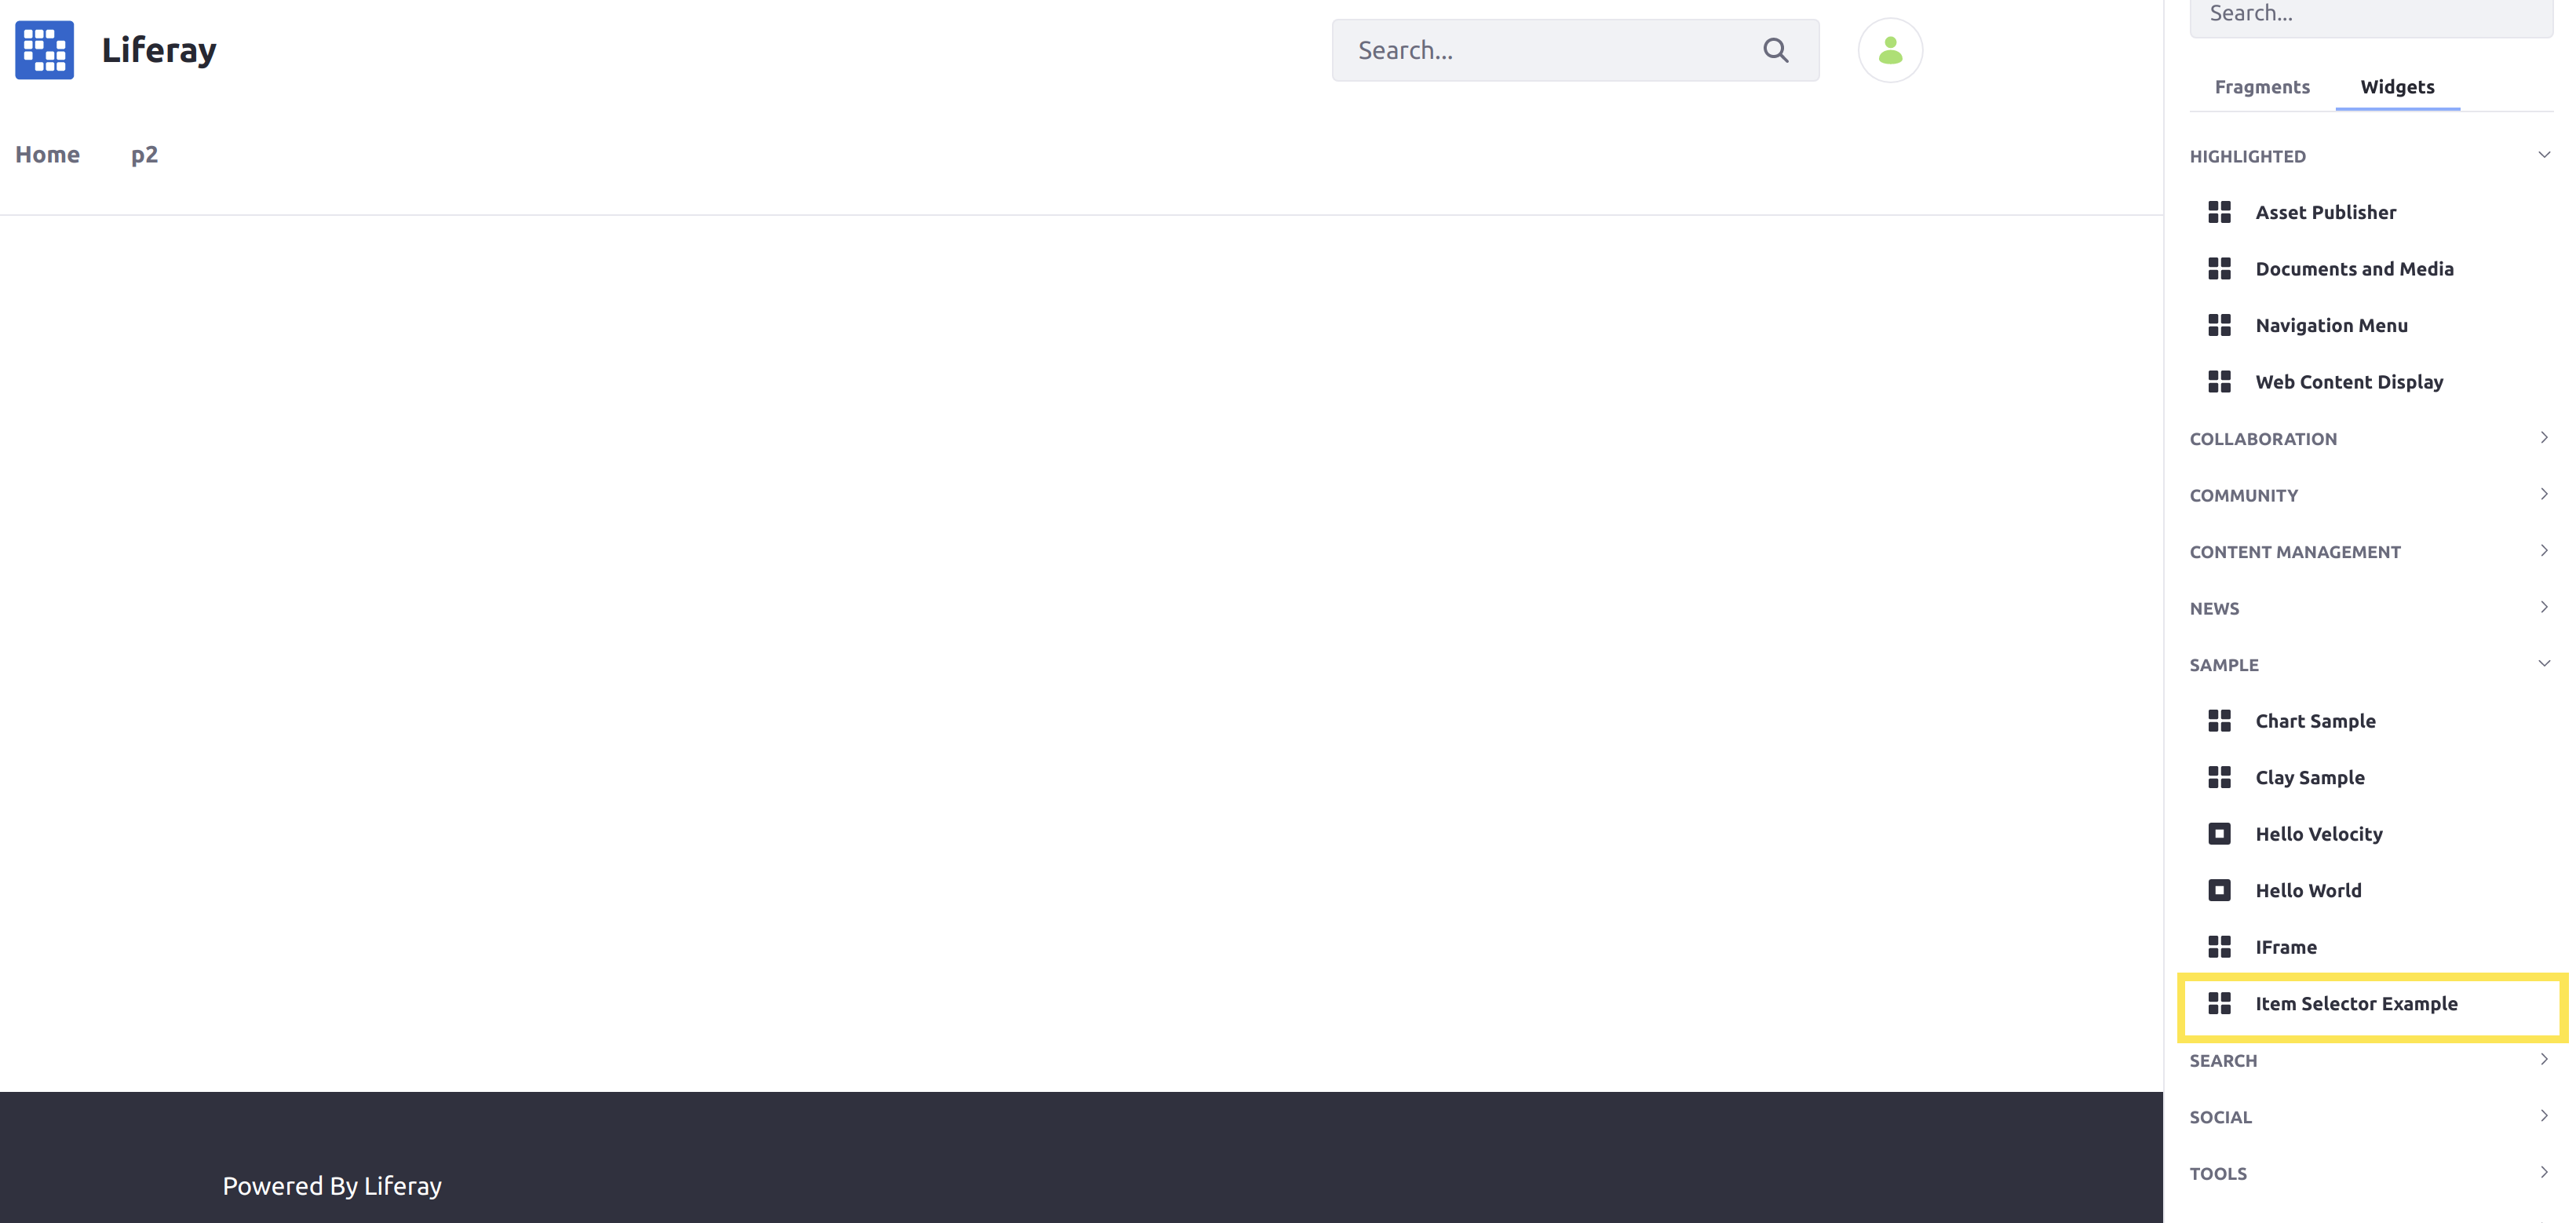 Liferay
Search...
Home p2
Powered By Liferay
Search...
Fragments Widgets
HIGHLIGHTED
Asset Publisher
Documents and Media
Navigation Menu
Web Content Display
COLLABORATION
COMMUNITY
CONTENT MANAGEMENT
NEWS
SAMPLE
Chart Sample
Clay Sample
Hello Velocity
Hello World
IFrame
Item Selector Example
SEARCH
SOCIAL
TOOLS